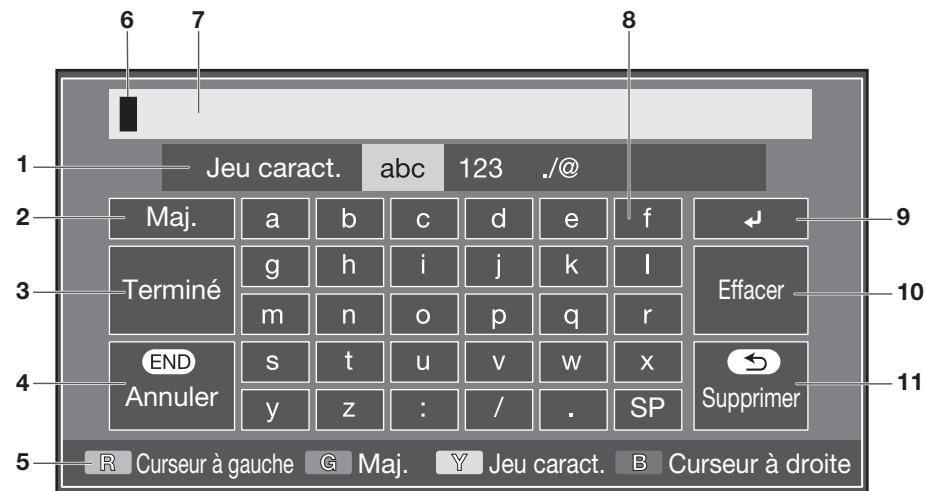 6 7 8
1 Jeu caract. abc 123 ./@
2 Maj. a b c d e f ↲ 9
g h i j k l
3 Terminé Effacer 10
m n o p q r
END s t u v w x
4 Annuler Supprimer 11
y z : / . SP
5 R Curseur à gauche G Maj. Y Jeu caract. B Curseur à droite